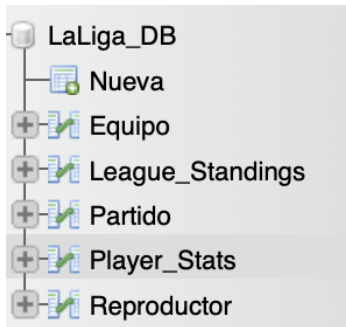 LaLiga_DB
Nueva
Equipo
League_Standings
Partido
Player_Stats
Reproductor